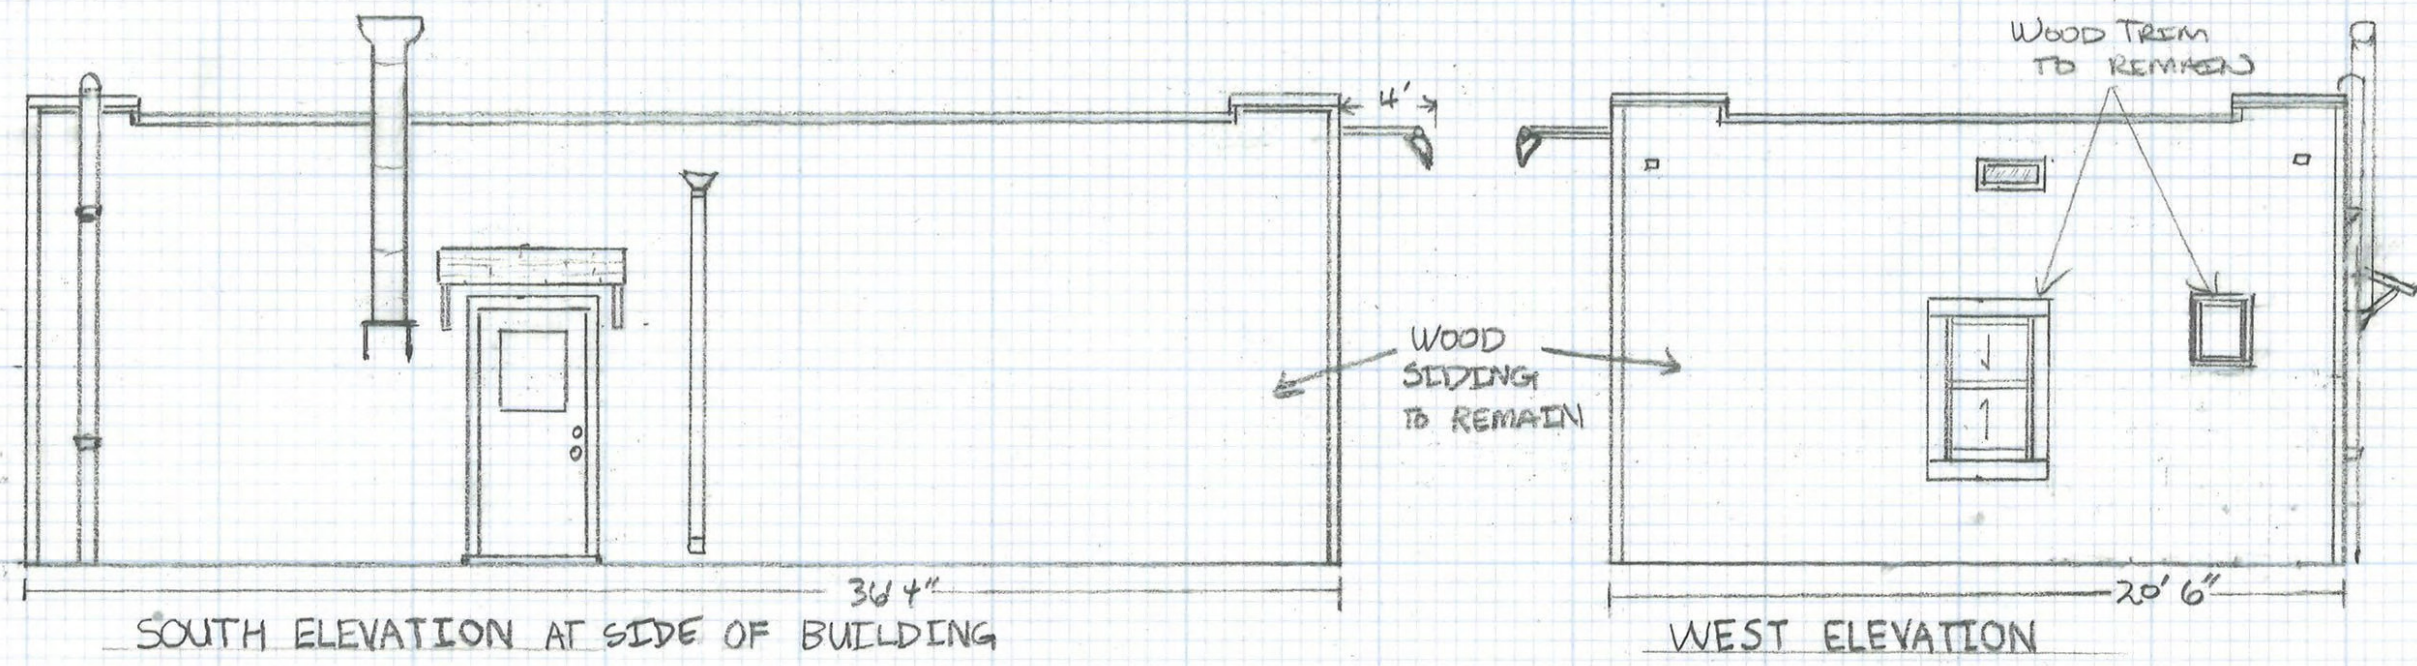 WOOD TRIM
TO REMAIN
4'
WOOD
SIDING
TO REMAIN
36' 4"
20' 6"
SOUTH ELEVATION AT SIDE OF BUILDING
WEST ELEVATION